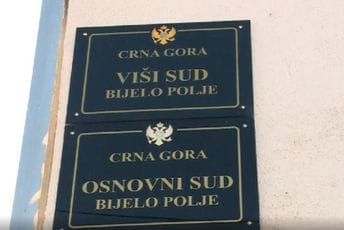 CRNA GORA
VIŠI SUD
BIJELO POLJE
CRNA GORA
OSNOVNI SUD
BIJELO POLJE